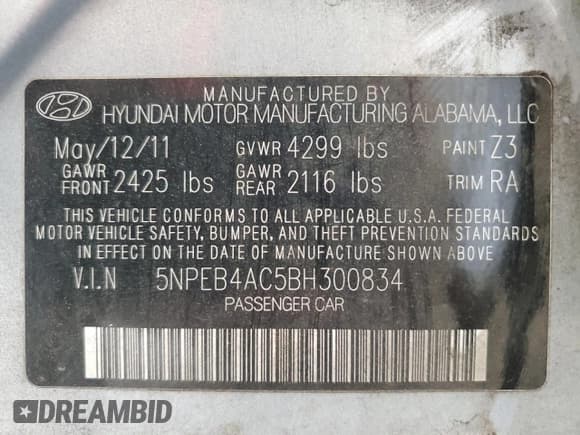 MANUFACTURED BY
HYUNDAI MOTOR MANUFACTURING ALABAMA, LLC
May/12/11 GVWR 4299 lbs PAINT Z3
GAWR FRONT 2425 lbs GAWR REAR 2116 lbs TRIM RA
THIS VEHICLE CONFORMS TO ALL APPLICABLE U.S.A. FEDERAL
MOTOR VEHICLE SAFETY, BUMPER, AND THEFT PREVENTION STANDARDS
IN EFFECT ON THE DATE OF MANUFACTURE SHOWN ABOVE
V.I.N 5NPEB4AC5BH300834
PASSENGER CAR
DREAMBID